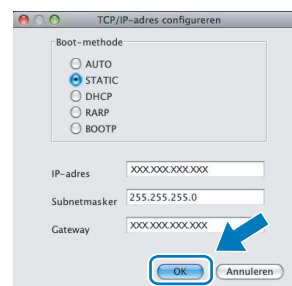 TCP/IP-adres configureren
Boot-methode
AUTO
STATIC
DHCP
RARP
BOOTP
IP-adres XXX.XXX.XXX.XXX
Subnetmasker 255.255.255.0
Gateway XXX.XXX.XXX.XXX
OK Annuleren